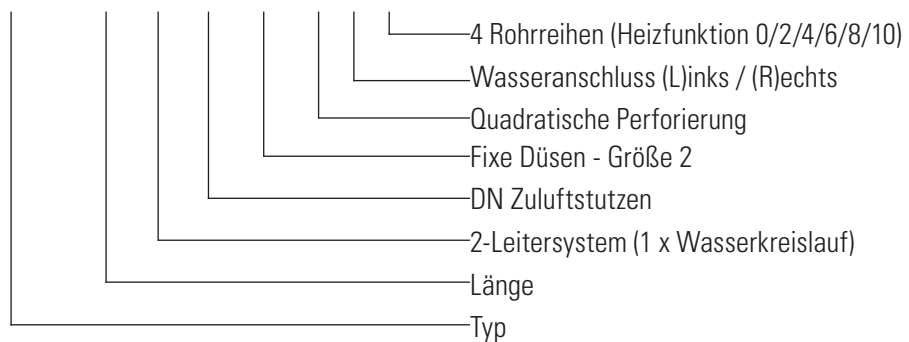 4 Rohrreihen (Heizfunktion 0/2/4/6/8/10)
Wasseranschluss (L)inks / (R)echts
Quadratische Perforierung
Fixe Düsen - Größe 2
DN Zuluftstutzen
2-Leitersystem (1 x Wasserkreislauf)
Länge
Typ